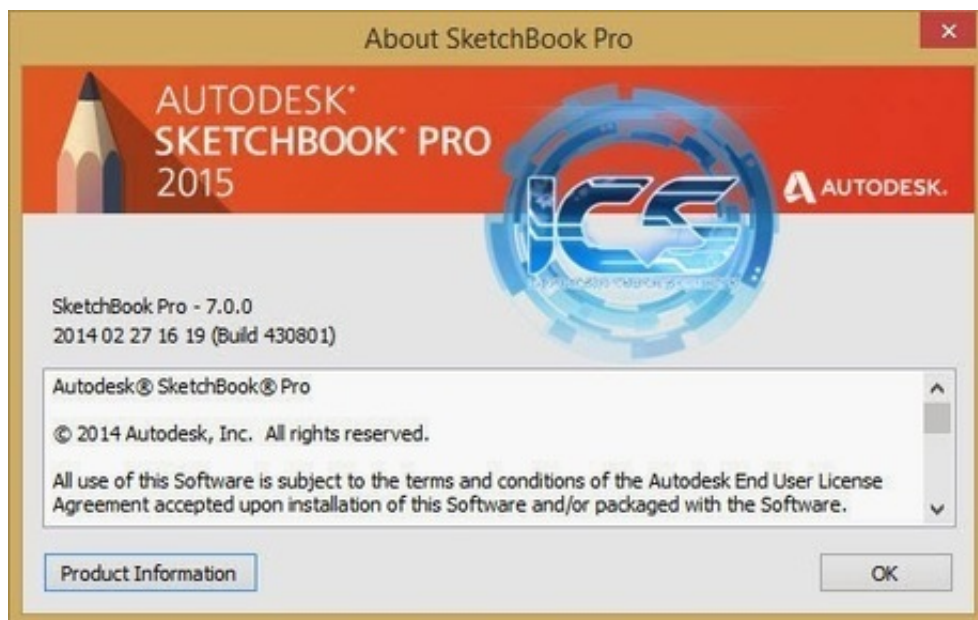 About SketchBook Pro
AUTODESK®
SKETCHBOOK® PRO
2015
ICS
AUTODESK.
SketchBook Pro - 7.0.0
2014 02 27 16 19 (Build 430801)
Autodesk® SketchBook® Pro
© 2014 Autodesk, Inc.  All rights reserved.
All use of this Software is subject to the terms and conditions of the Autodesk End User License
Agreement accepted upon installation of this Software and/or packaged with the Software.
Product Information
OK